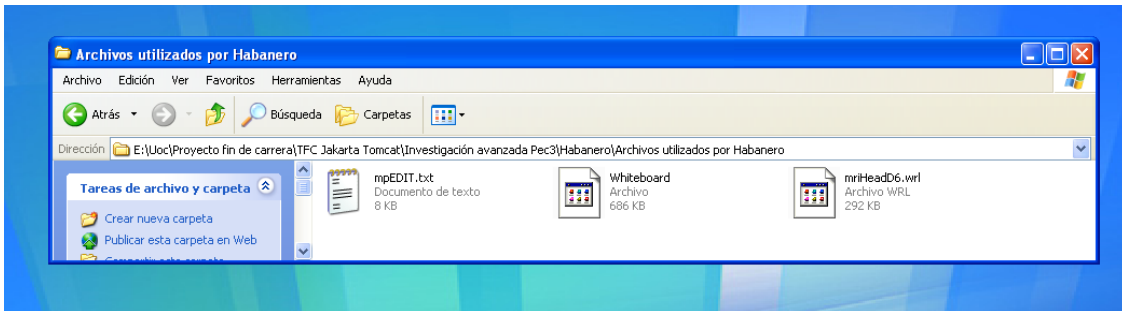 Archivos utilizados por Habanero
Archivo Edición Ver Favoritos Herramientas Ayuda
Atrás Búsqueda Carpetas
Dirección E:\Uoc\Proyecto fin de carrera\TFC Jakarta Tomcat\Investigación avanzada Pec3\Habanero\Archivos utilizados por Habanero
Tareas de archivo y carpeta
Crear nueva carpeta
Publicar esta carpeta en Web
mpEDIT.txt
Documento de texto
8 KB
Whiteboard
Archivo
686 KB
mriHeadD6.wrl
Archivo WRL
292 KB